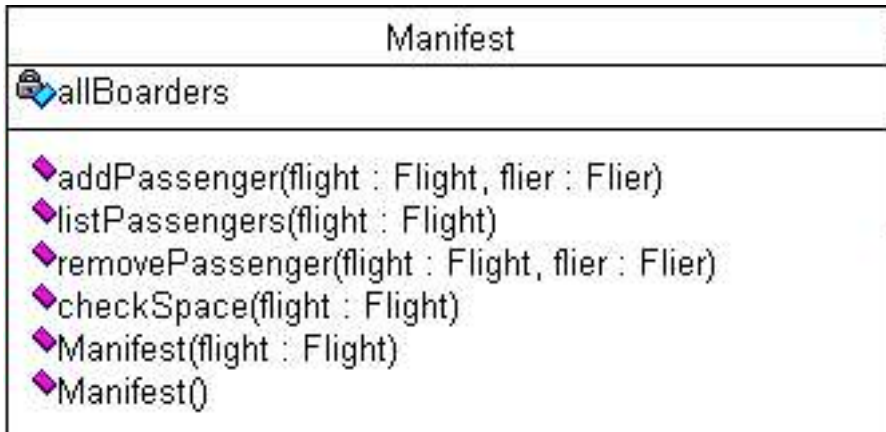 Manifest
allBoarders
addPassenger(flight : Flight, flier : Flier)
listPassengers(flight : Flight)
removePassenger(flight : Flight, flier : Flier)
checkSpace(flight : Flight)
Manifest(flight : Flight)
Manifest()